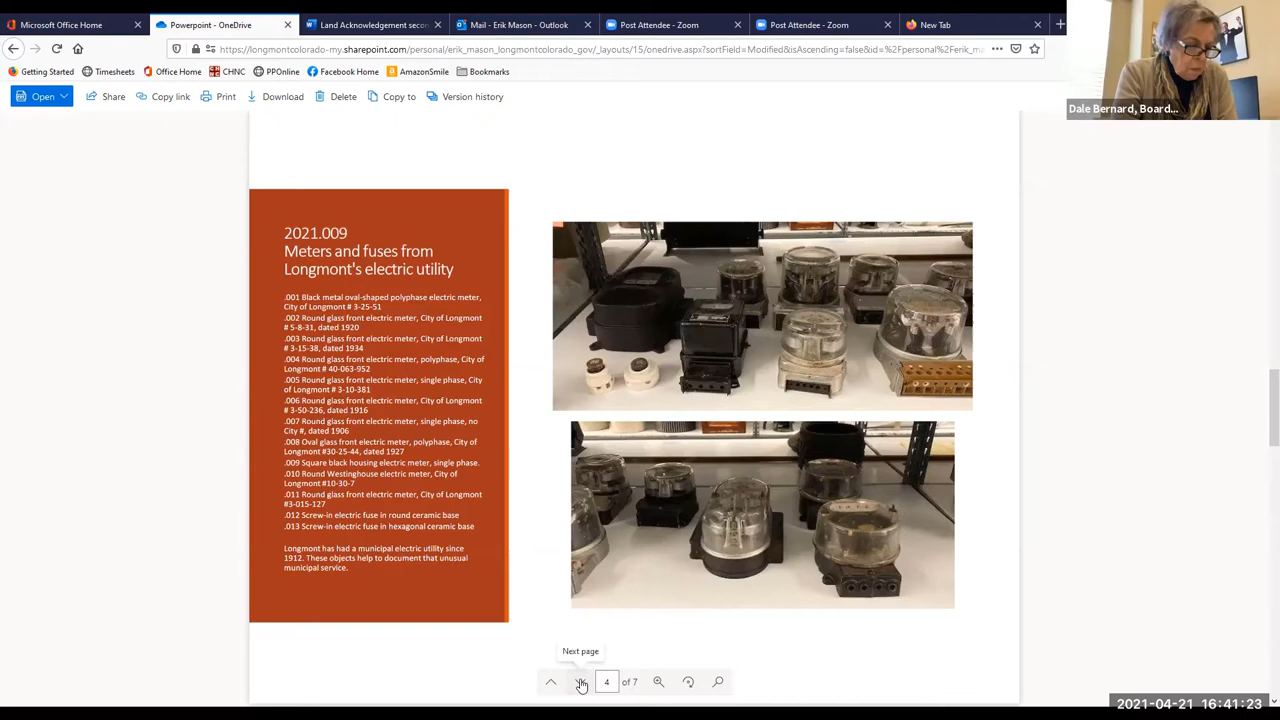 Microsoft Office Home
Powerpoint - OneDrive
Land Acknowledgement secon
Mail - Erik Mason - Outlook
Post Attendee - Zoom
Post Attendee - Zoom
New Tab
https://longmontcolorado-my.sharepoint.com/personal/erik_mason_longmontcolorado_gov/_layouts/15/onedrive.aspx?sortField=Modified&isAscending=false&id=%2Fpersonal%2Ferik_m
Getting Started
Timesheets
Office Home
CHNC
PPOnline
Facebook Home
AmazonSmile
Bookmarks
Open
Share
Copy link
Print
Download
Delete
Copy to
Version history
Dale Bernard, Board...
2021.009
Meters and fuses from
Longmont's electric utility
.001 Black metal oval-shaped polyphase electric meter,
City of Longmont # 3-25-51
.002 Round glass front electric meter, City of Longmont
# 5-8-31, dated 1920
.003 Round glass front electric meter, City of Longmont
# 3-15-38, dated 1934
.004 Round glass front electric meter, polyphase, City of
Longmont # 40-063-952
.005 Round glass front electric meter, single phase, City
of Longmont # 3-10-381
.006 Round glass front electric meter, City of Longmont
# 3-50-236, dated 1916
.007 Round glass front electric meter, single phase, no
City #, dated 1906
.008 Oval glass front electric meter, polyphase, City of
Longmont #30-25-44, dated 1927
.009 Square black housing electric meter, single phase.
.010 Round Westinghouse electric meter, City of
Longmont #10-30-7
.011 Round glass front electric meter, City of Longmont
#3-015-127
.012 Screw-in electric fuse in round ceramic base
.013 Screw-in electric fuse in hexagonal ceramic base
Longmont has had a municipal electric utility since
1912. These objects help to document that unusual
municipal service.
Next page
4 of 7
2021-04-21 16:41:23